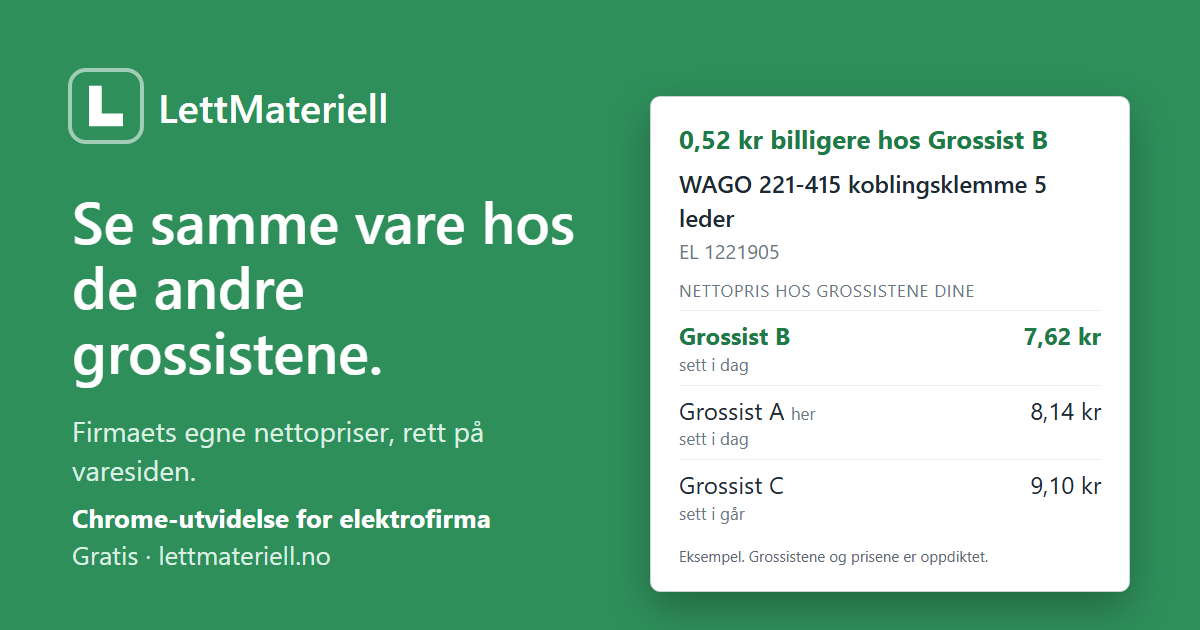 L
LettMateriell
Se samme vare hos
de andre
grossistene.
Firmaets egne nettopriser, rett på
varesiden.
Chrome-utvidelse for elektrofirma
Gratis · lettmateriell.no
0,52 kr billigere hos Grossist B
WAGO 221-415 koblingsklemme 5
leder
EL 1221905
NETTOPRIS HOS GROSSISTENE DINE
Grossist B 7,62 kr
sett i dag
Grossist A her 8,14 kr
sett i dag
Grossist C 9,10 kr
sett i går
Eksempel. Grossistene og prisene er oppdiktet.